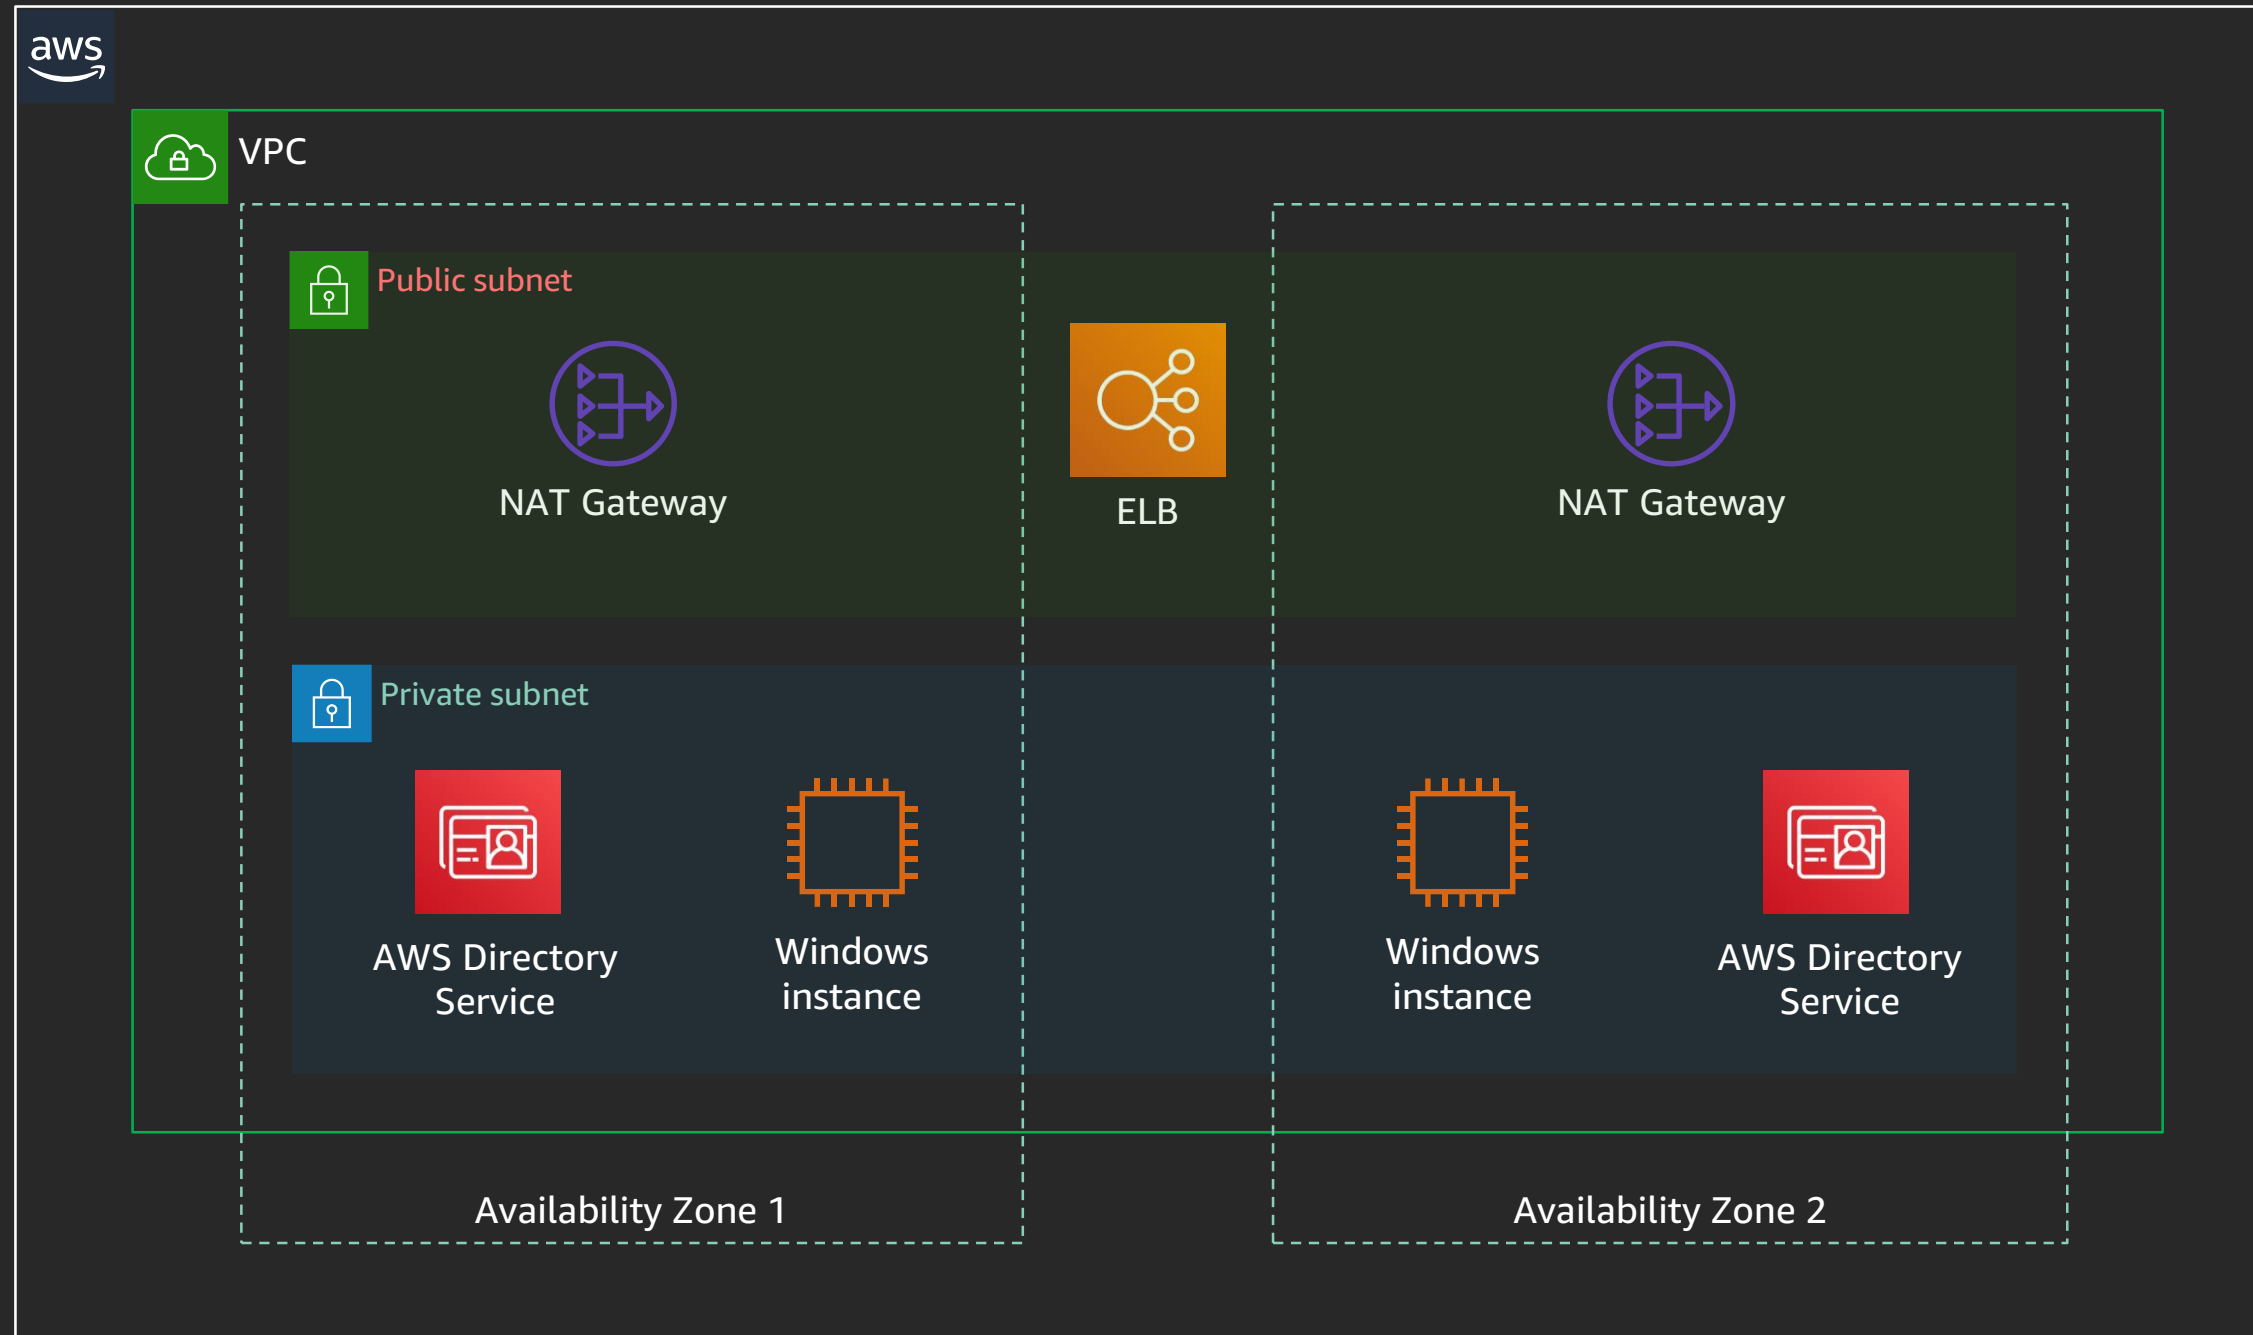 aws
VPC
Public subnet
NAT Gateway
ELB
NAT Gateway
Private subnet
AWS Directory
Service
Windows
instance
Windows
instance
AWS Directory
Service
Availability Zone 1
Availability Zone 2